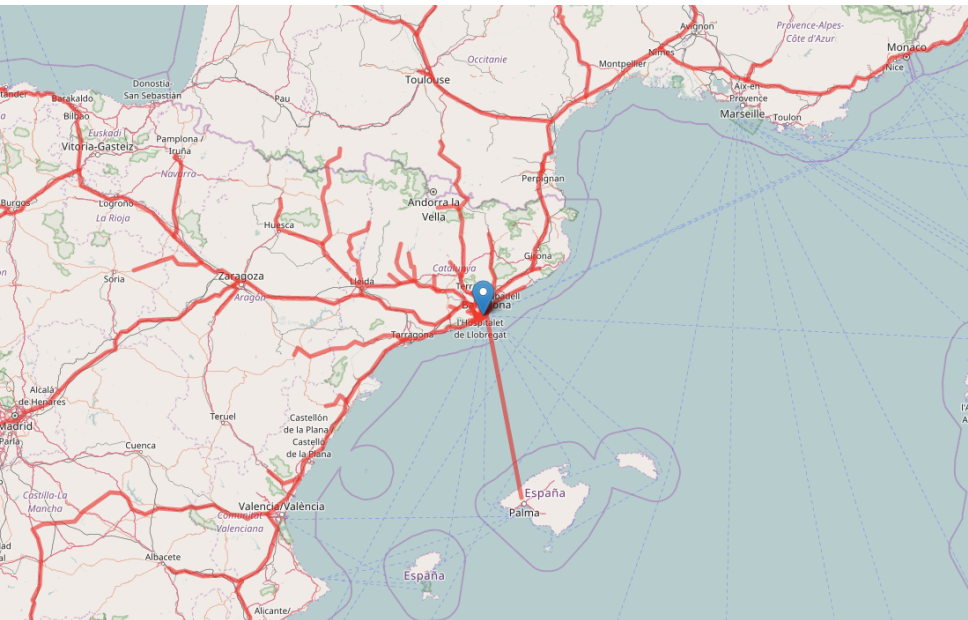 Avignon
Provence-Alpes-
Côte d'Azur
Monaco
Nîmes
Occitanie
Montpellier
Nice
Toulouse
Donostia
San Sebastián
Aix-en
Provence
Pau
Barakaldo
Bilbao
Marseille
Toulon
Euskadi
Vitoria-Gasteiz
Pamplona /
Iruña
Navarra
Perpignan
Andorra la
Vella
Burgos
Logroño
La Rioja
Huesca
Girona
Catalunya
Soria
Zaragoza
Aragón
Lleida
l'Hospitalet
de Llobregat
Tarragona
Alcalá
de Henares
Madrid
Parla
Teruel
Castellón
de la Plana /
Castelló
de la Plana
Cuenca
España
Palma
Castilla-La
Mancha
Valencia/València
Comunitat
Valenciana
Albacete
España
Alicante/